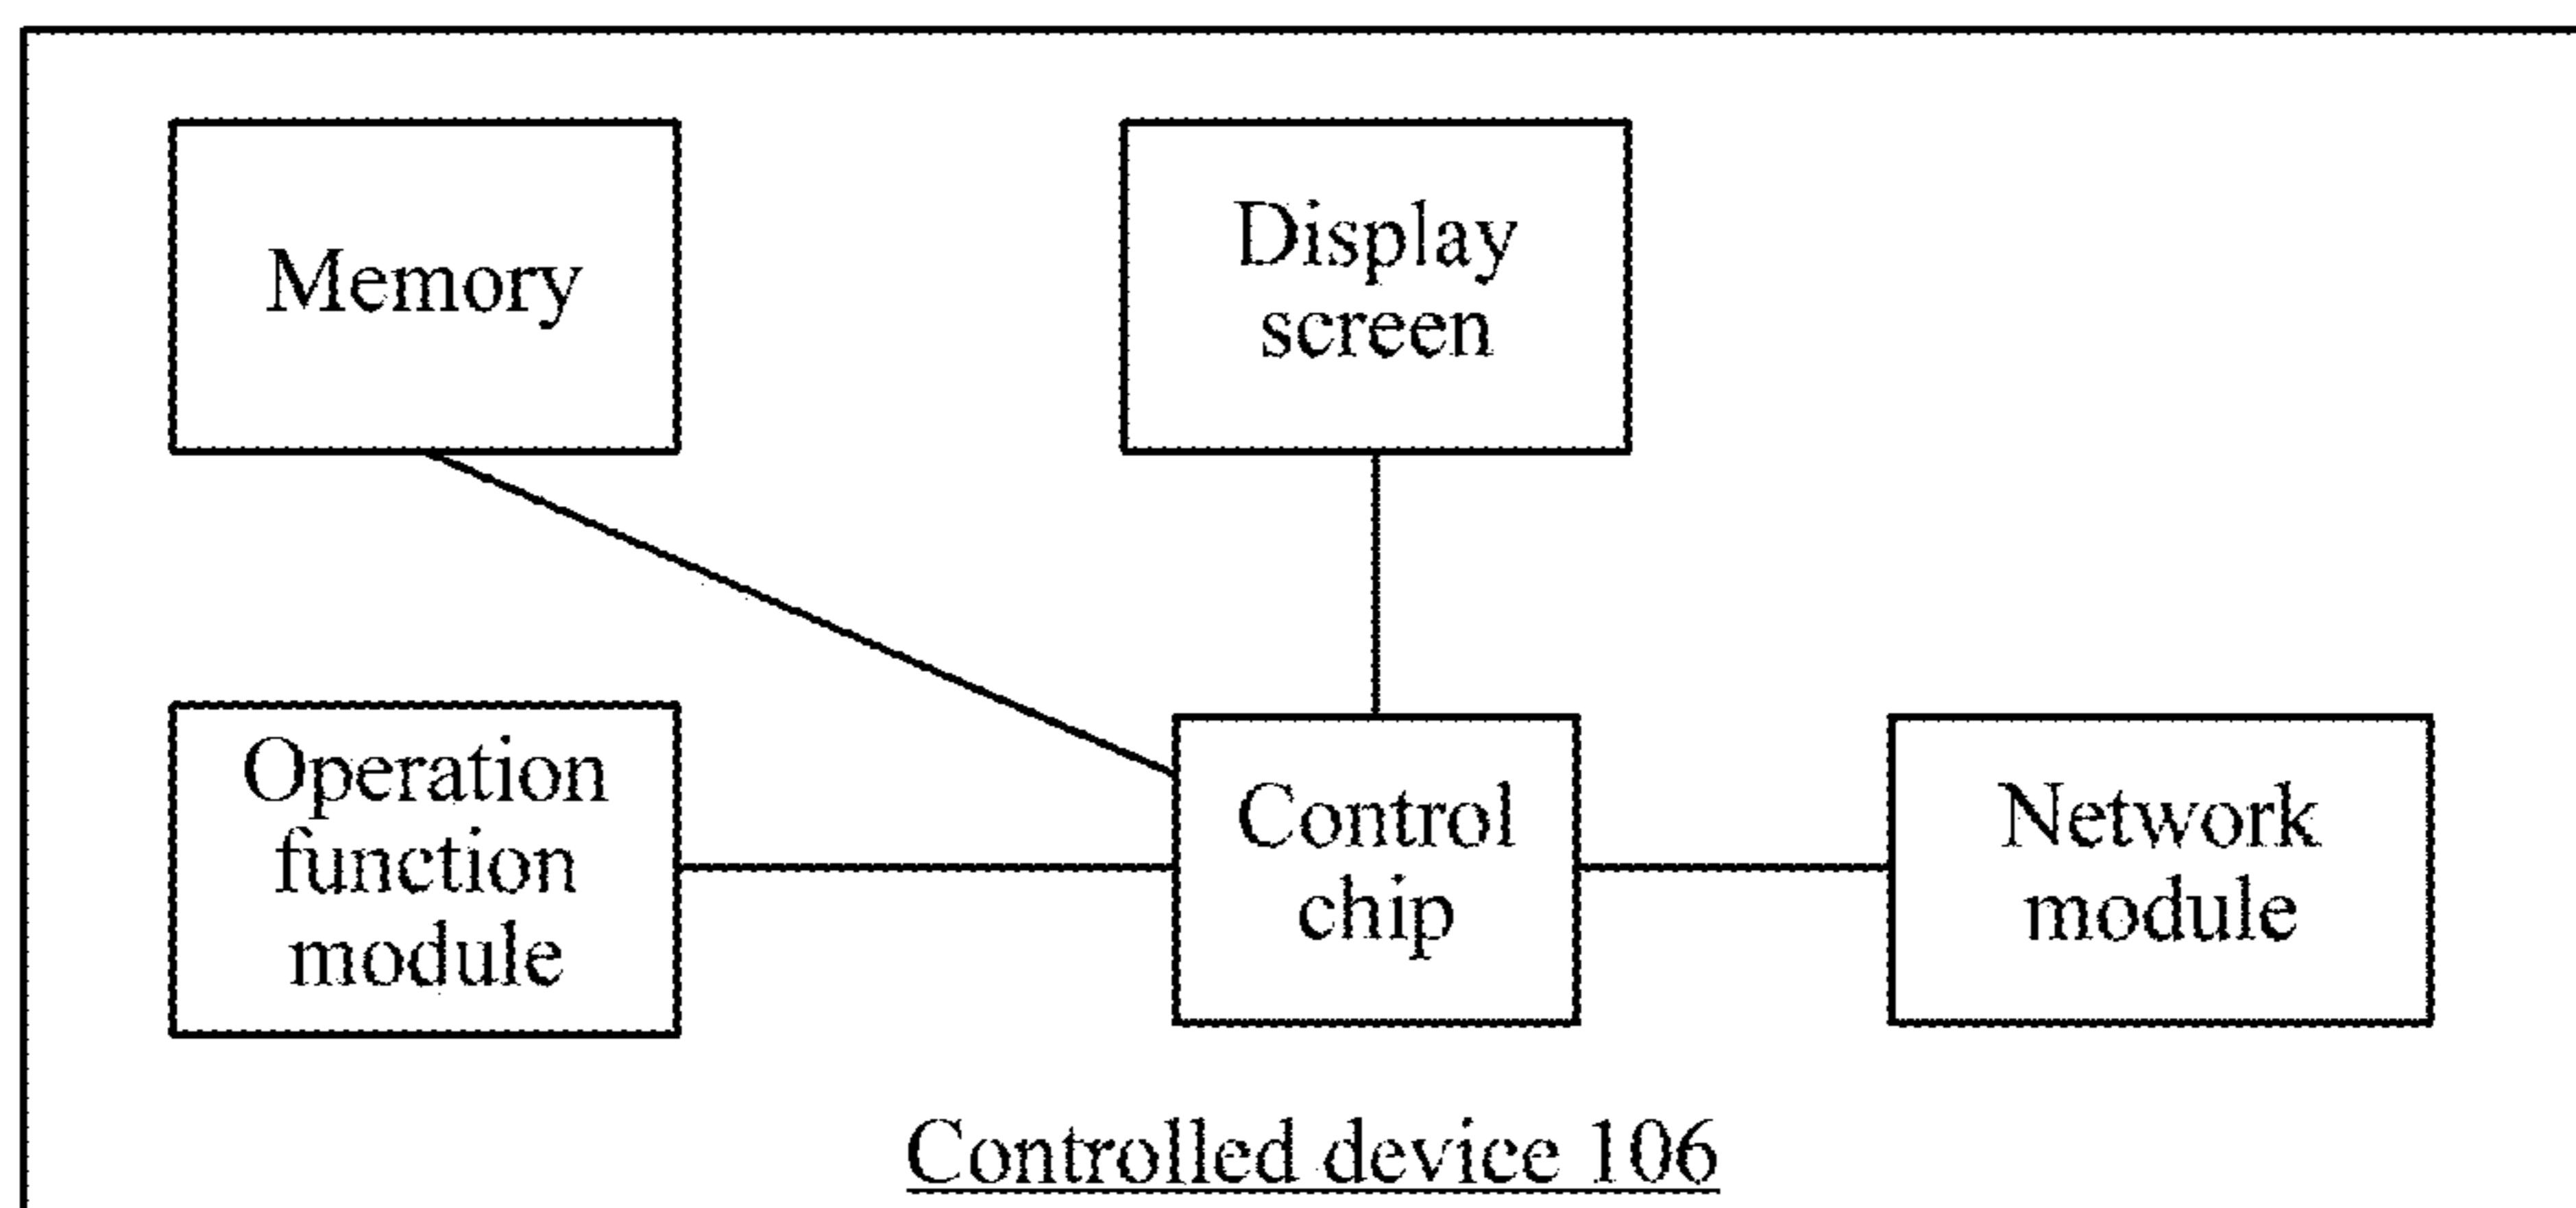 Memory
Display
screen
Operation
function
module
Control
chip
Network
module
Controlled device 106